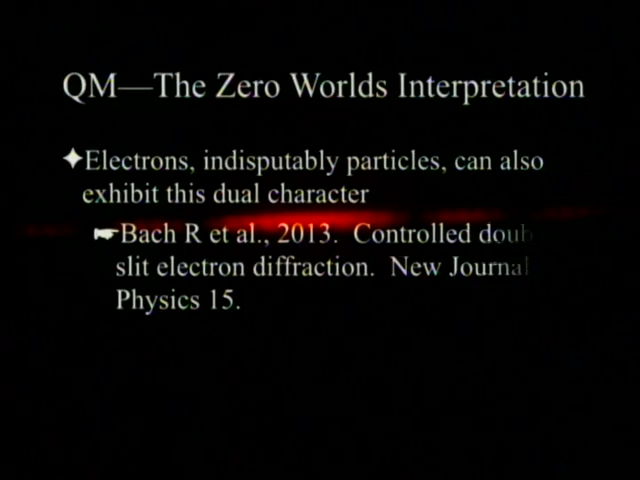 QM—The Zero Worlds Interpretation
Electrons, indisputably particles, can also
exhibit this dual character
Bach R et al., 2013. Controlled doub
slit electron diffraction. New Journal
Physics 15.